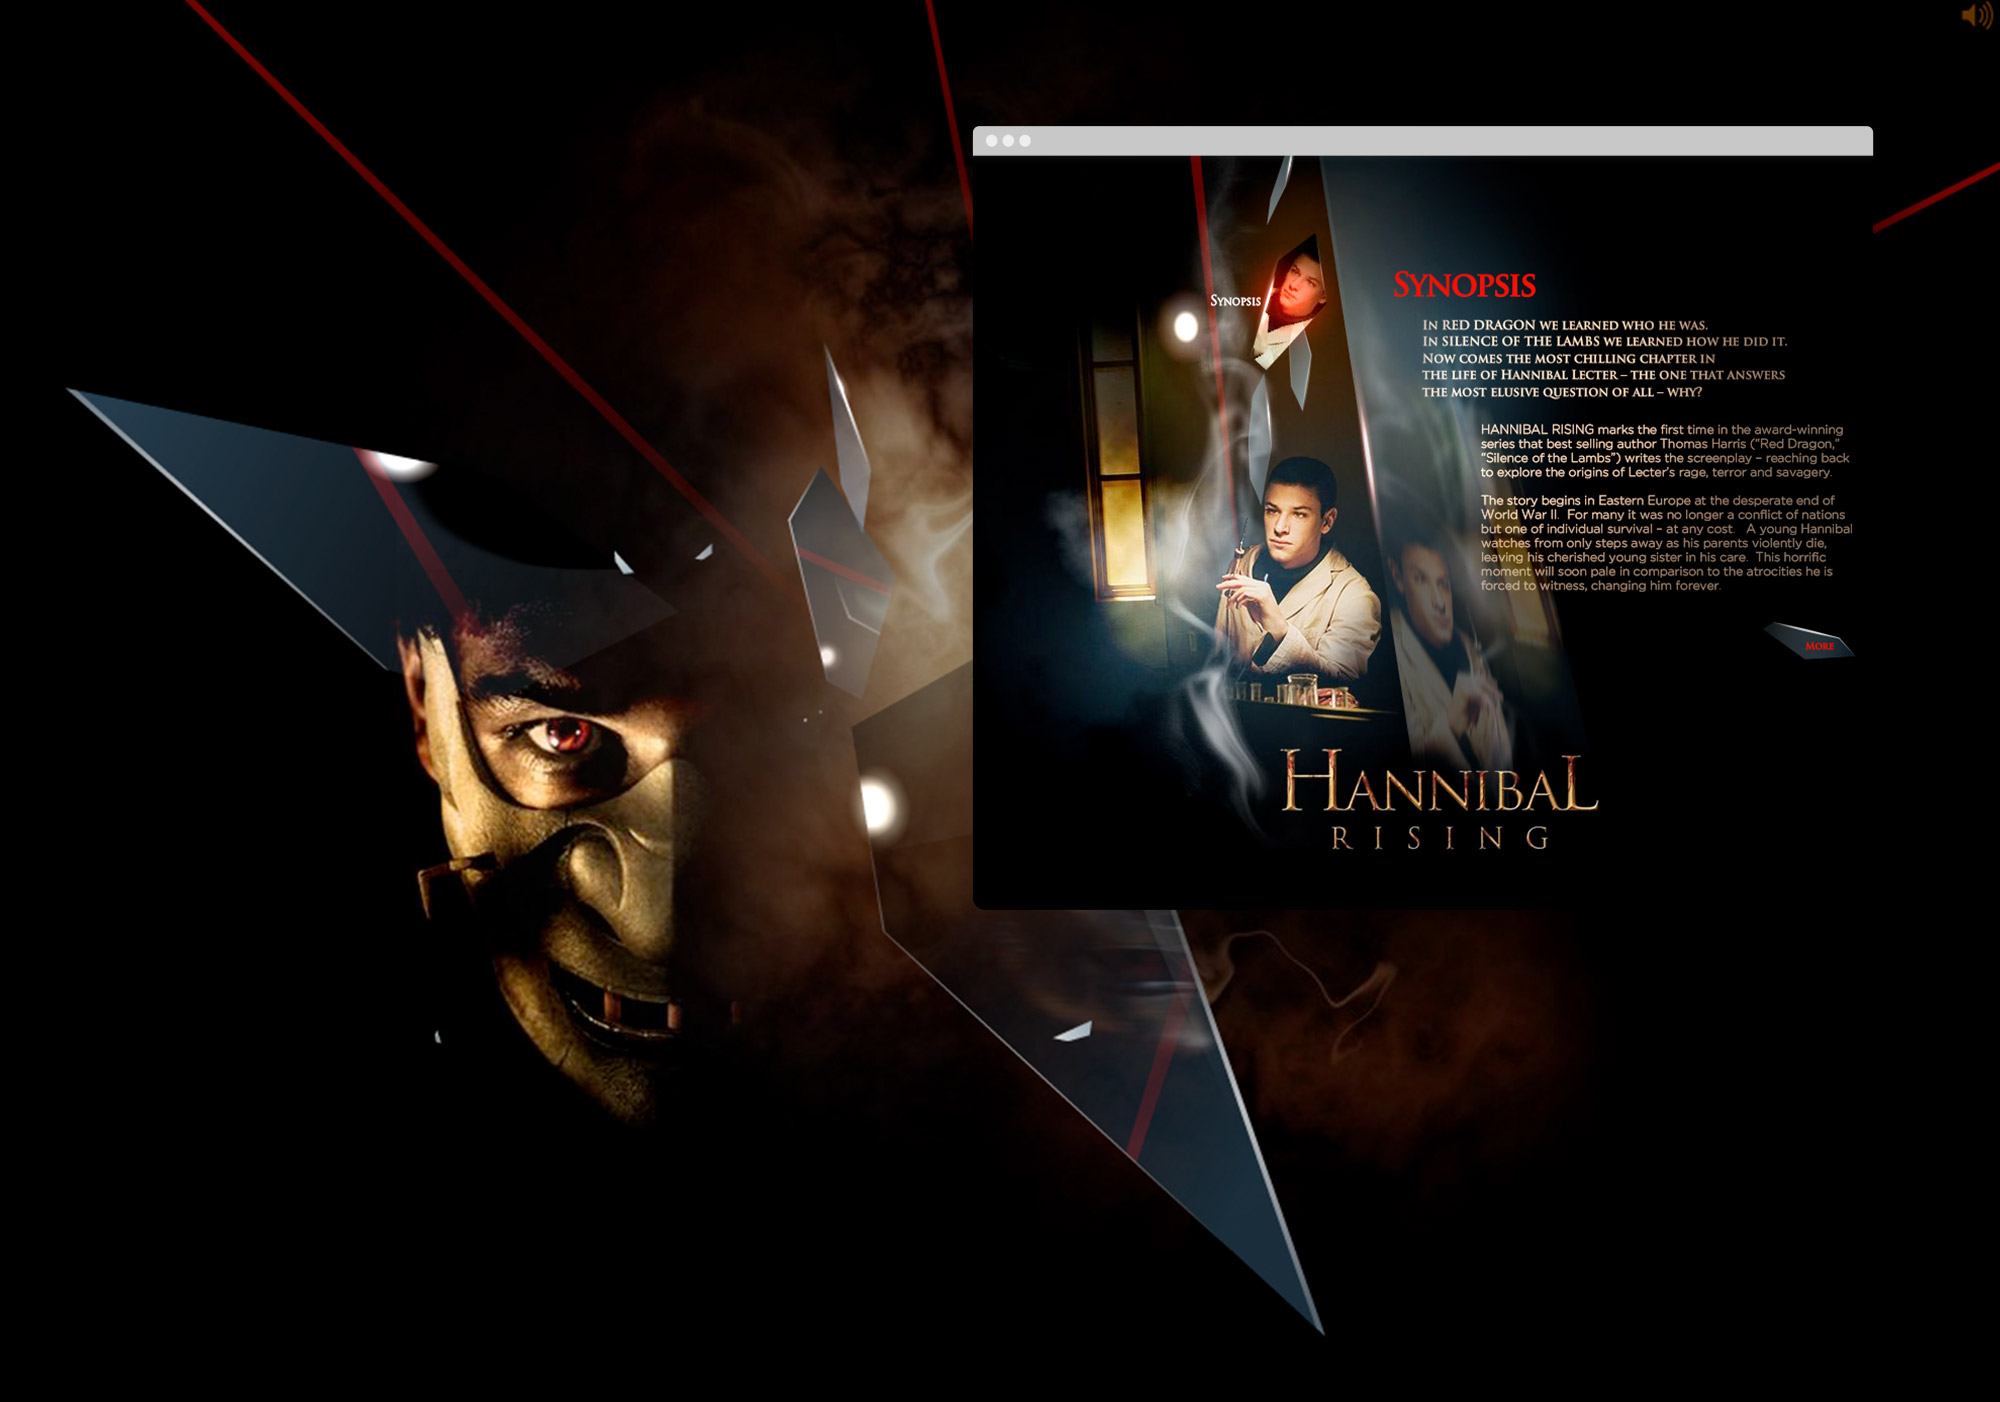 Synopsis
Synopsis
In RED DRAGON we learned who he was.
In SILENCE OF THE LAMBS we learned how he did it.
Now comes the most chilling chapter in
the life of Hannibal Lecter – the one that answers
the most elusive question of all – why?
HANNIBAL RISING marks the first time in the award-winning
series that best selling author Thomas Harris ("Red Dragon,"
"Silence of the Lambs") writes the screenplay – reaching back
to explore the origins of Lecter's rage, terror and savagery.
The story begins in Eastern Europe at the desperate end of
World War II. For many it was no longer a conflict of nations
but one of individual survival – at any cost. A young Hannibal
watches from only steps away as his parents violently die,
leaving his cherished young sister in his care. This horrific
moment will soon pale in comparison to the atrocities he is
forced to witness, changing him forever.
More
Hannibal
RISING